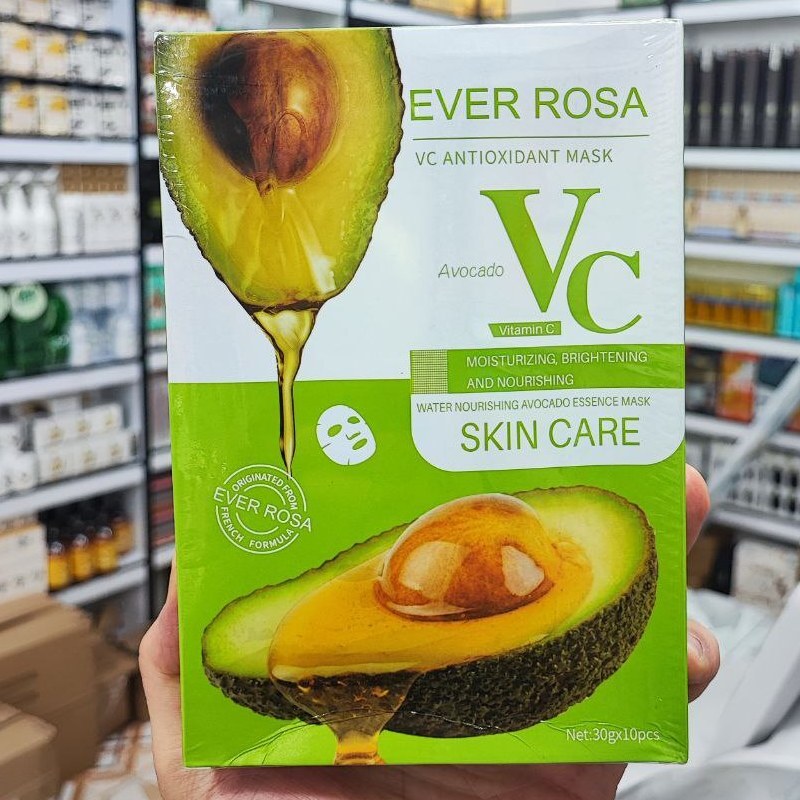 EVER ROSA
VC ANTIOXIDANT MASK
Avocado
VC
Vitamin C
MOISTURIZING, BRIGHTENING
AND NOURISHING
WATER NOURISHING AVOCADO ESSENCE MASK
SKIN CARE
ORIGINATED FROM
EVER ROSA
FRENCH FORMULA
Net:30gx10pcs